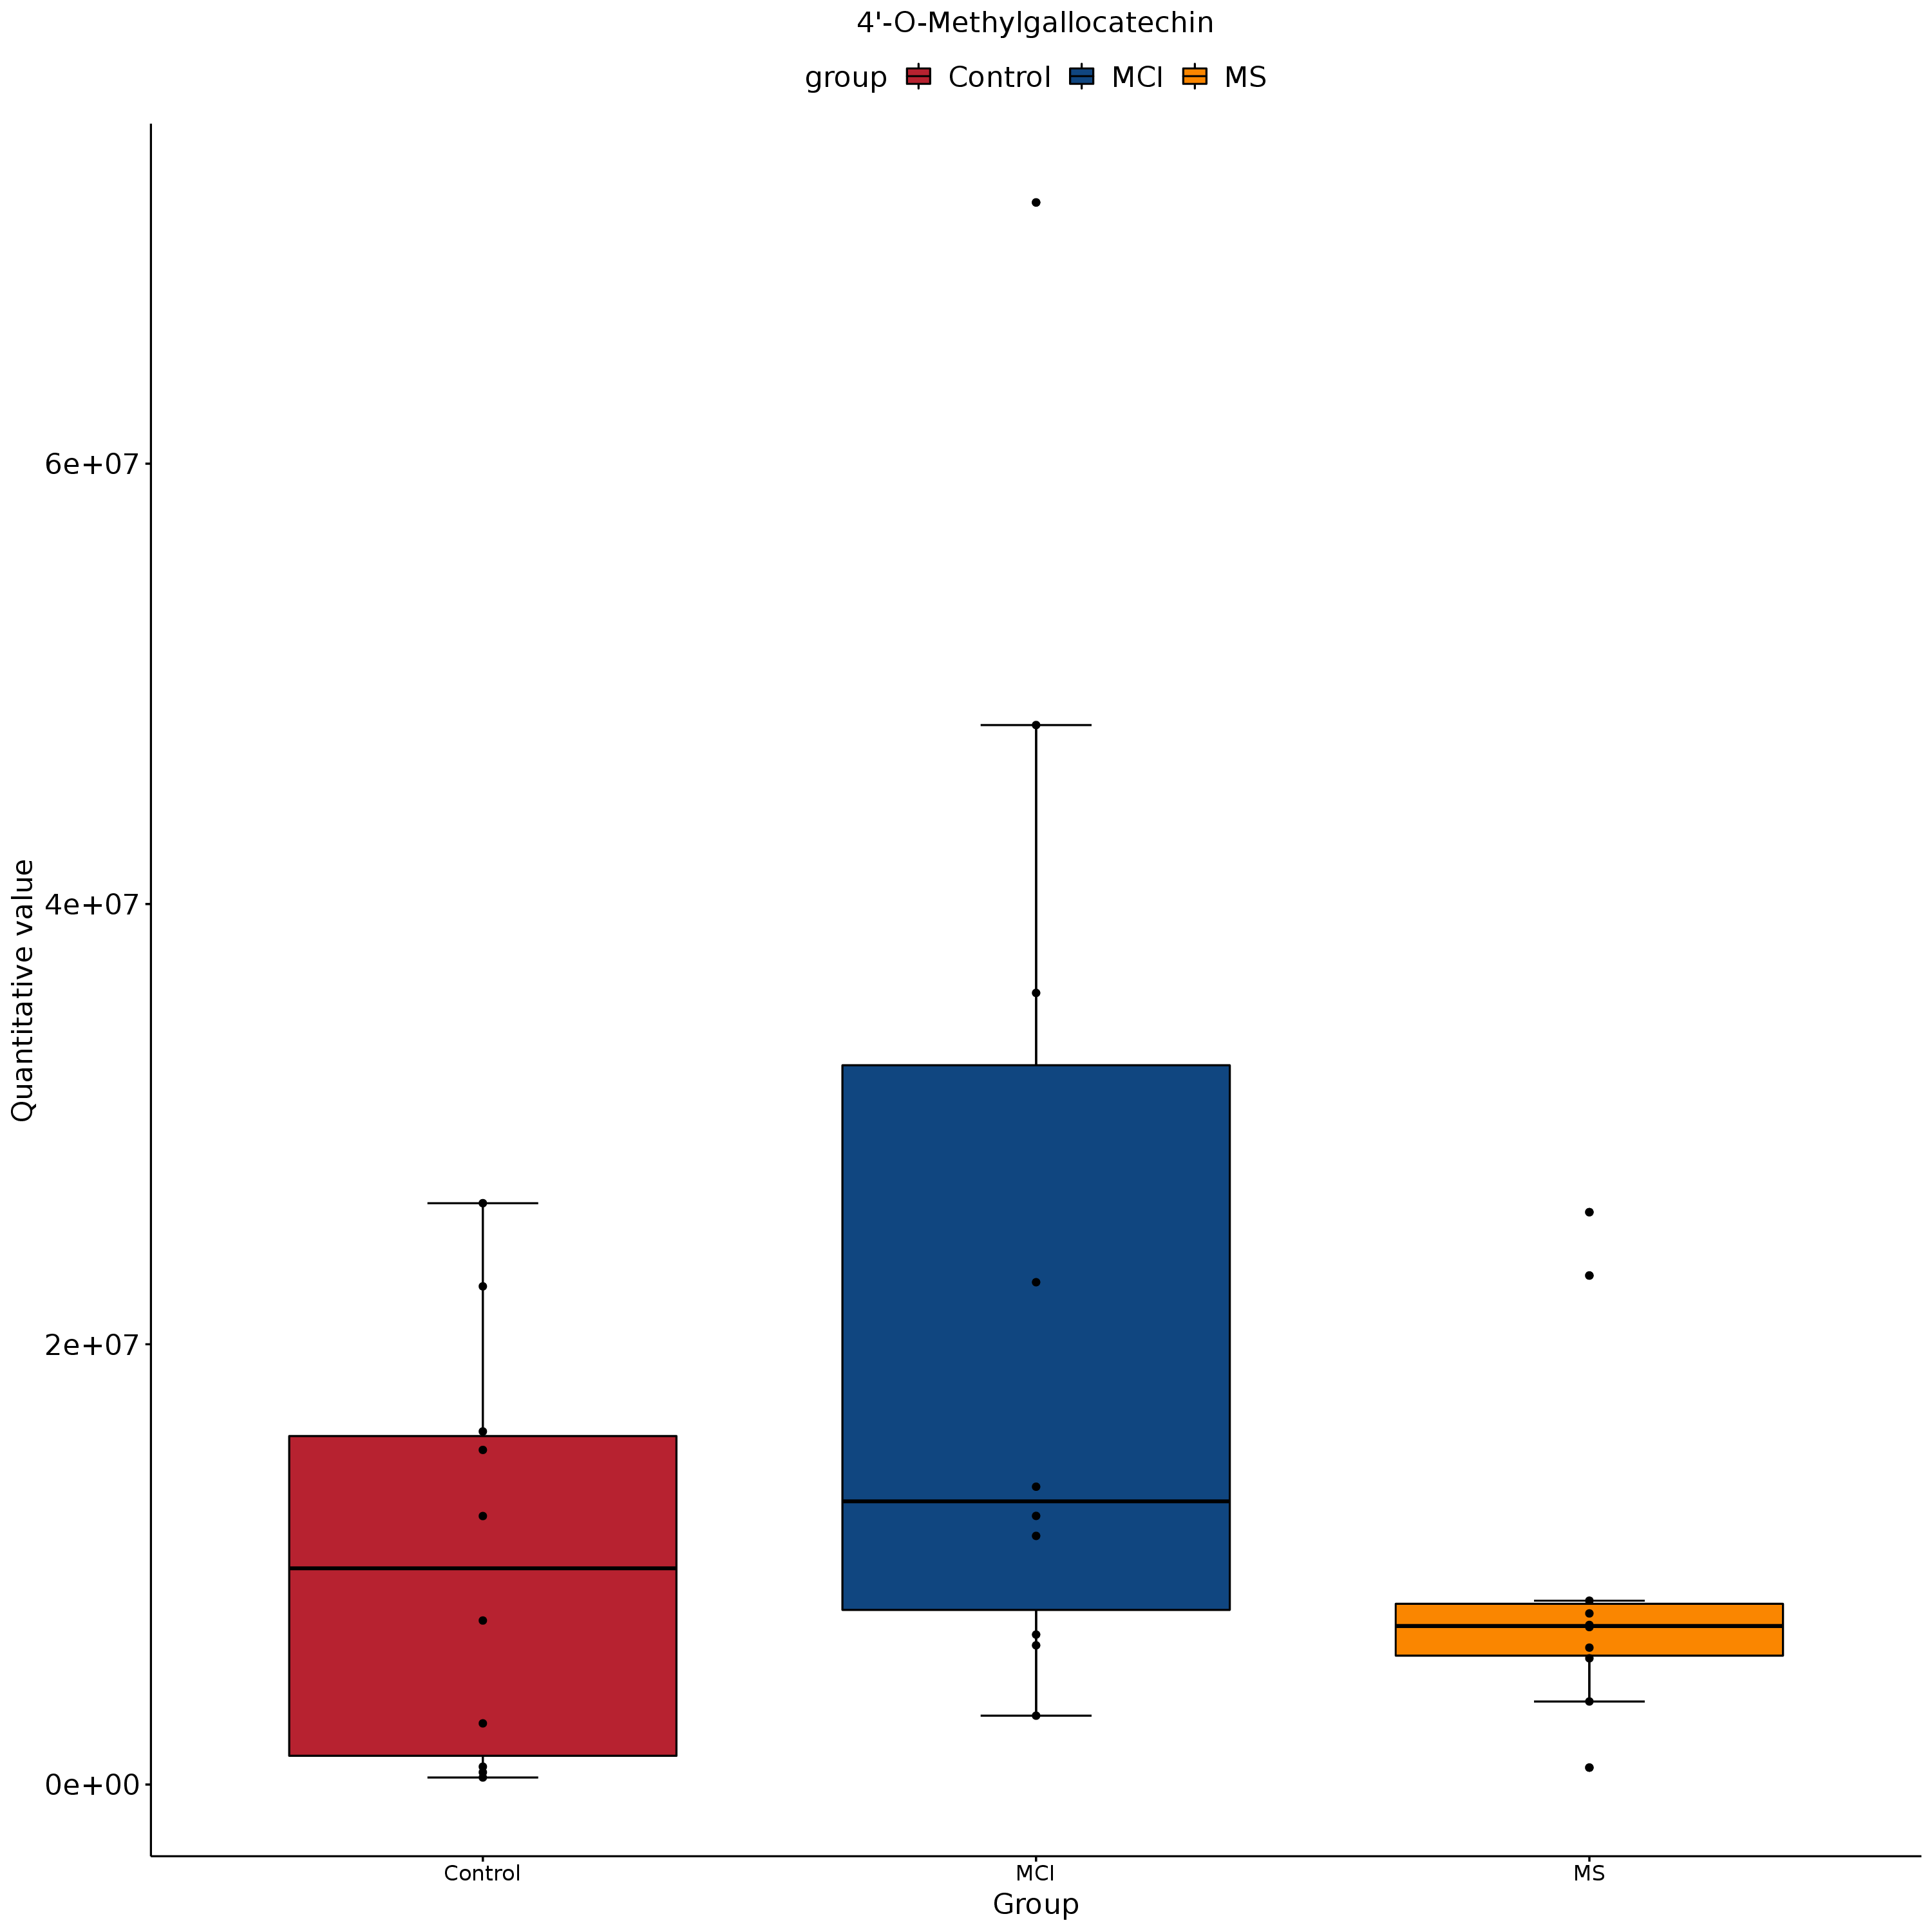 4'-O-Methylgallocatechin
group Control MCI MS
Quantitative value
6e+07
4e+07
2e+07
0e+00
Control MCI MS
Group